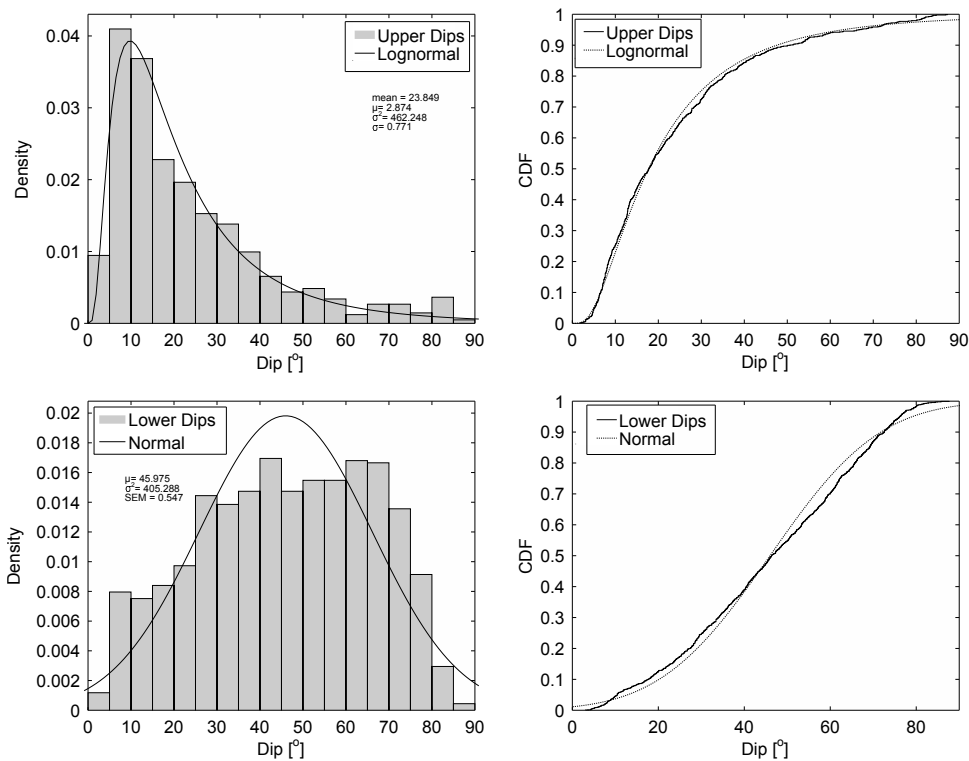 0.04
0.03
0.02
0.01
0
Density
Upper Dips
Lognormal
mean = 23.849
μ= 2.874
σ²= 462.248
σ= 0.771
0 10 20 30 40 50 60 70 80 90
Dip [o]
1
0.9
0.8
0.7
0.6
0.5
0.4
0.3
0.2
0.1
0
CDF
Upper Dips
Lognormal
0 20 40 60 80
Dip [o]
0.02
0.018
0.016
0.014
0.012
0.01
0.008
0.006
0.004
0.002
0
Density
Lower Dips
Normal
μ= 45.975
σ²= 405.288
SEM = 0.547
0 10 20 30 40 50 60 70 80 90
Dip [o]
1
0.9
0.8
0.7
0.6
0.5
0.4
0.3
0.2
0.1
0
CDF
Lower Dips
Normal
0 20 40 60 80
Dip [o]